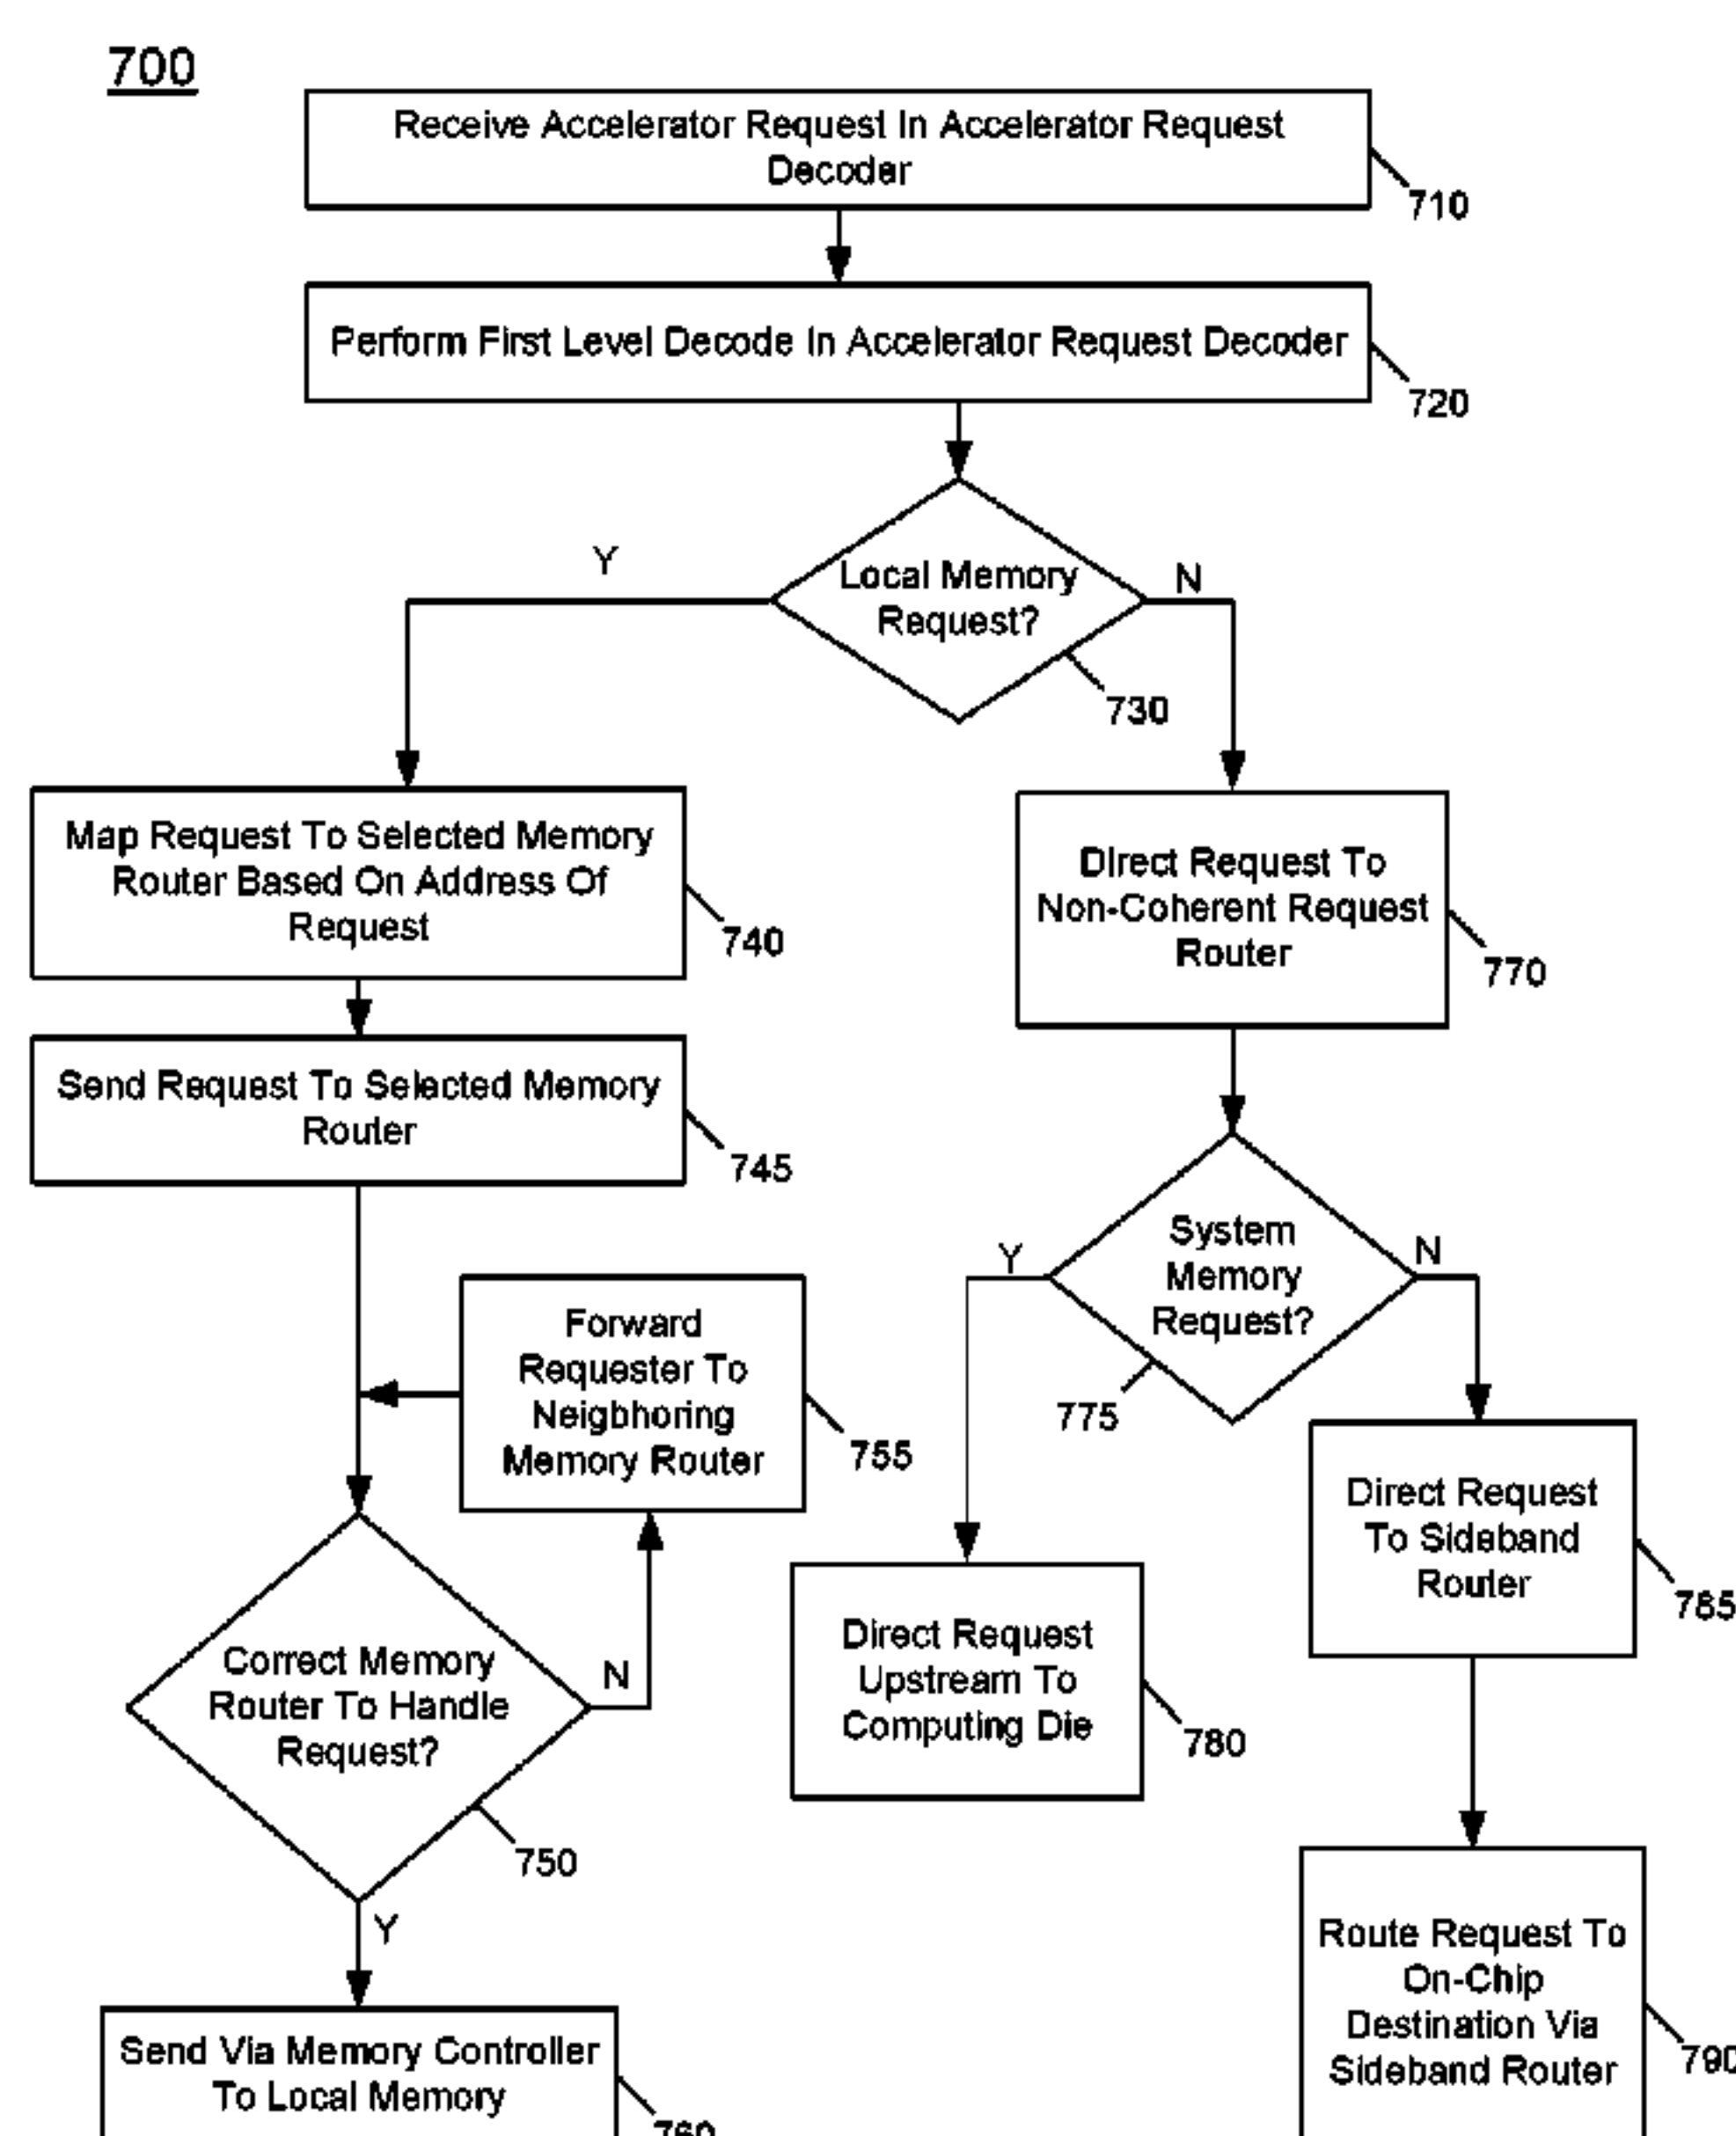 700
Receive Accelerator Request In Accelerator Request
Decoder
710
Perform First Level Decode In Accelerator Request Decoder
720
Local Memory
Request?
Y
N
730
Map Request To Selected Memory
Router Based On Address Of
Request
740
Direct Request To
Non-Coherent Request
Router
770
Send Request To Selected Memory
Router
745
System
Memory
Request?
Y
N
775
Forward
Requester To
Neigbhoring
Memory Router
755
Direct Request
To Sideband
Router
785
Direct Request
Upstream To
Computing Die
780
Correct Memory
Router To Handle
Request?
N
750
Y
Route Request To
On-Chip
Destination Via
Sideband Router
790
Send Via Memory Controller
To Local Memory
760